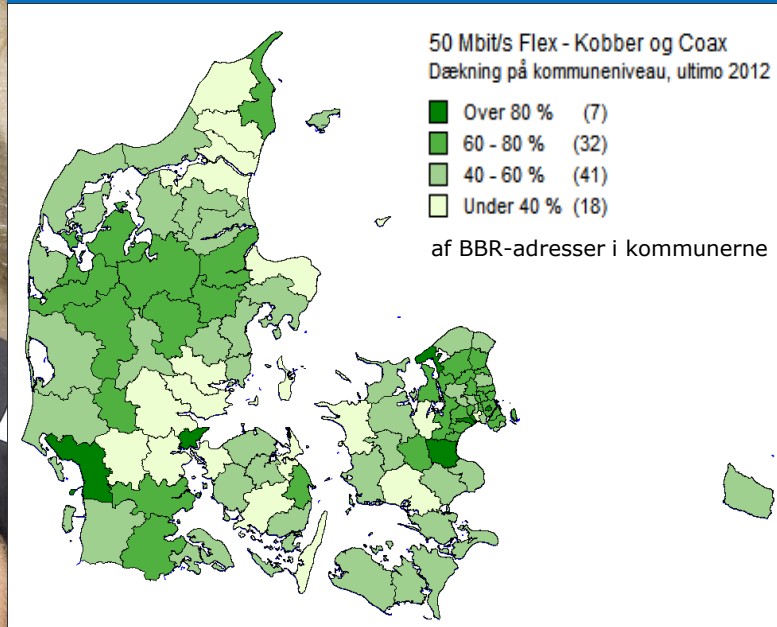 50 Mbit/s Flex - Kobber og Coax
Dækning på kommuneniveau, ultimo 2012
Over 80 % (7)
60 - 80 % (32)
40 - 60 % (41)
Under 40 % (18)
af BBR-adresser i kommunerne